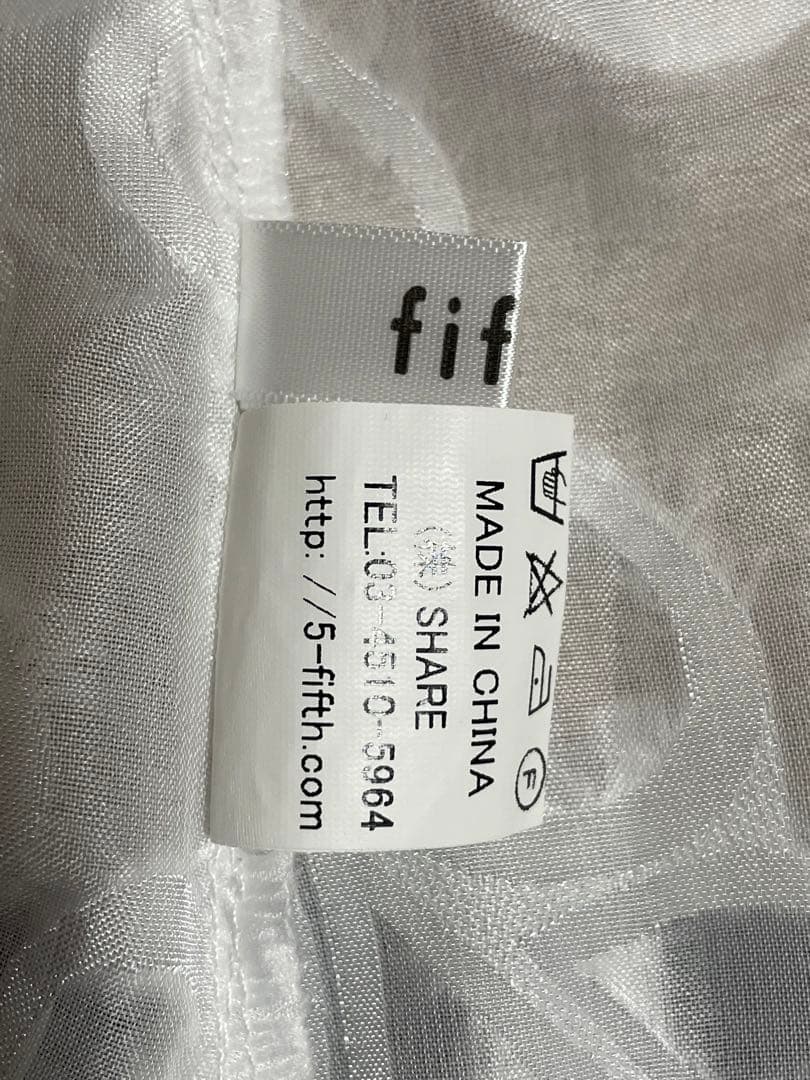 fif
F
MADE IN CHINA
(株) SHARE
TEL:03-4510-5964
http://5-fifth.com